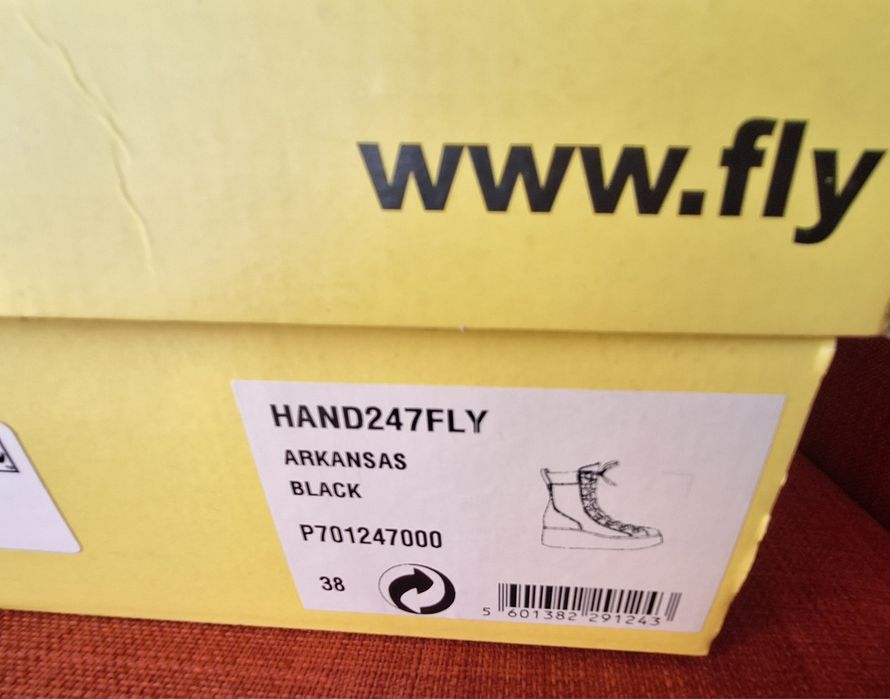 www.fly
HAND247FLY
ARKANSAS
BLACK
P701247000
38
5 601382 291243